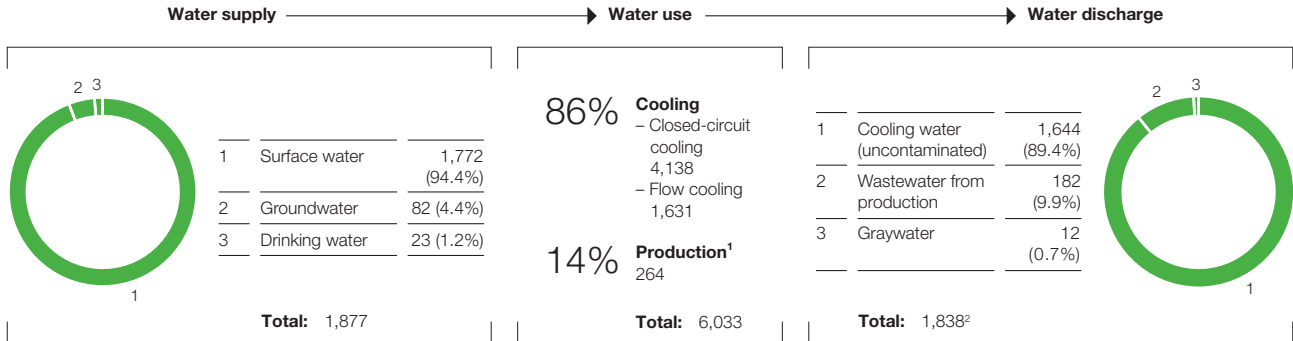 Water supply
Water use
Water discharge
2 3
1
1 Surface water 1,772
(94.4%)
2 Groundwater 82 (4.4%)
3 Drinking water 23 (1.2%)
Total: 1,877
86% Cooling
– Closed-circuit
cooling
4,138
– Flow cooling
1,631
14% Production¹
264
Total: 6,033
1 Cooling water 1,644
(uncontaminated) (89.4%)
2 Wastewater from 182
production (9.9%)
3 Graywater 12
(0.7%)
Total: 1,838²
2 3
1